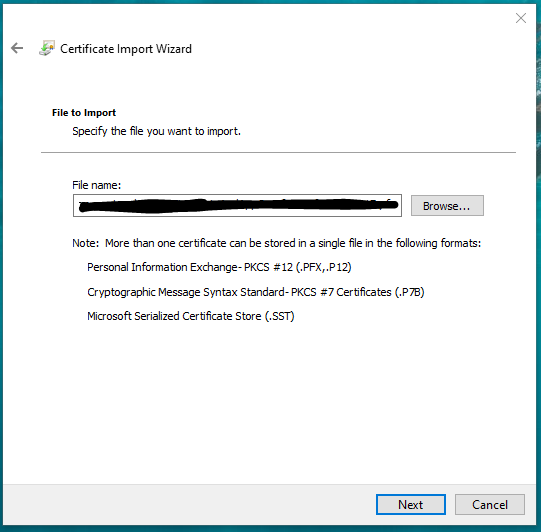 Certificate Import Wizard
File to Import
Specify the file you want to import.
File name:
Browse...
Note: More than one certificate can be stored in a single file in the following formats:
Personal Information Exchange- PKCS #12 (.PFX,.P12)
Cryptographic Message Syntax Standard- PKCS #7 Certificates (.P7B)
Microsoft Serialized Certificate Store (.SST)
Next
Cancel